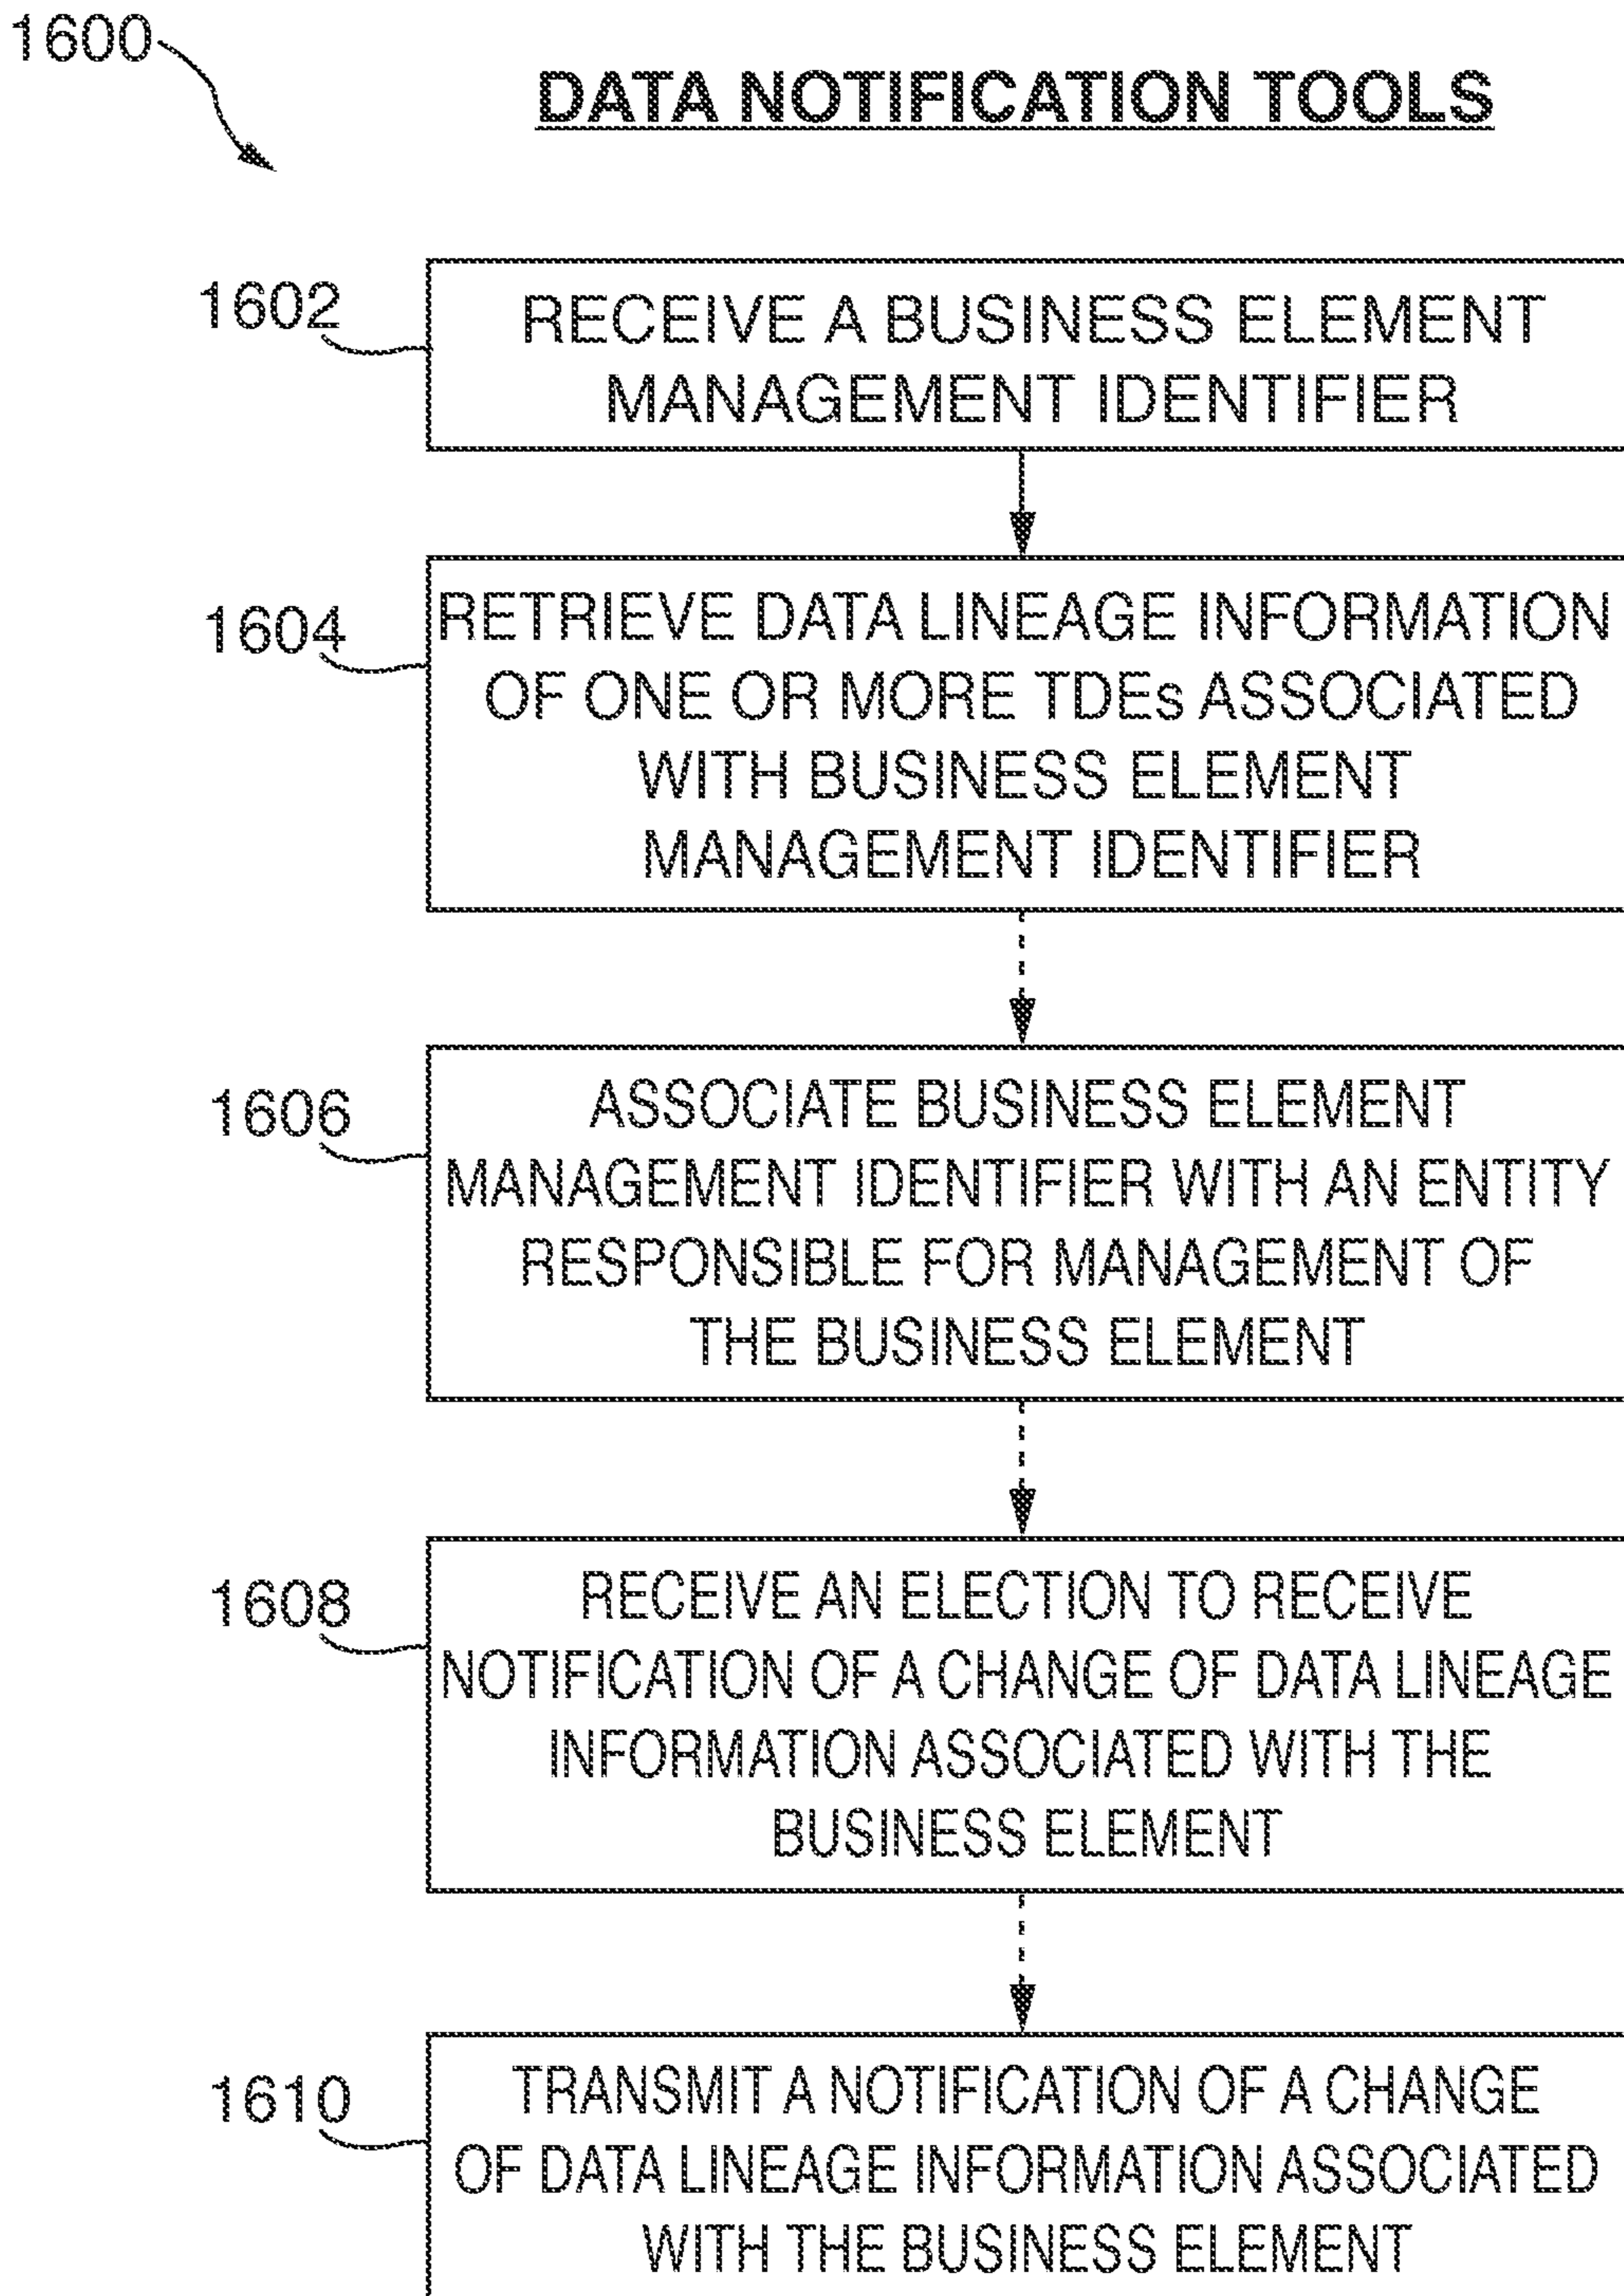 1600
DATA NOTIFICATION TOOLS
1602
RECEIVE A BUSINESS ELEMENT
MANAGEMENT IDENTIFIER
1604
RETRIEVE DATA LINEAGE INFORMATION
OF ONE OR MORE TDEs ASSOCIATED
WITH BUSINESS ELEMENT
MANAGEMENT IDENTIFIER
1606
ASSOCIATE BUSINESS ELEMENT
MANAGEMENT IDENTIFIER WITH AN ENTITY
RESPONSIBLE FOR MANAGEMENT OF
THE BUSINESS ELEMENT
1608
RECEIVE AN ELECTION TO RECEIVE
NOTIFICATION OF A CHANGE OF DATA LINEAGE
INFORMATION ASSOCIATED WITH THE
BUSINESS ELEMENT
1610
TRANSMIT A NOTIFICATION OF A CHANGE
OF DATA LINEAGE INFORMATION ASSOCIATED
WITH THE BUSINESS ELEMENT